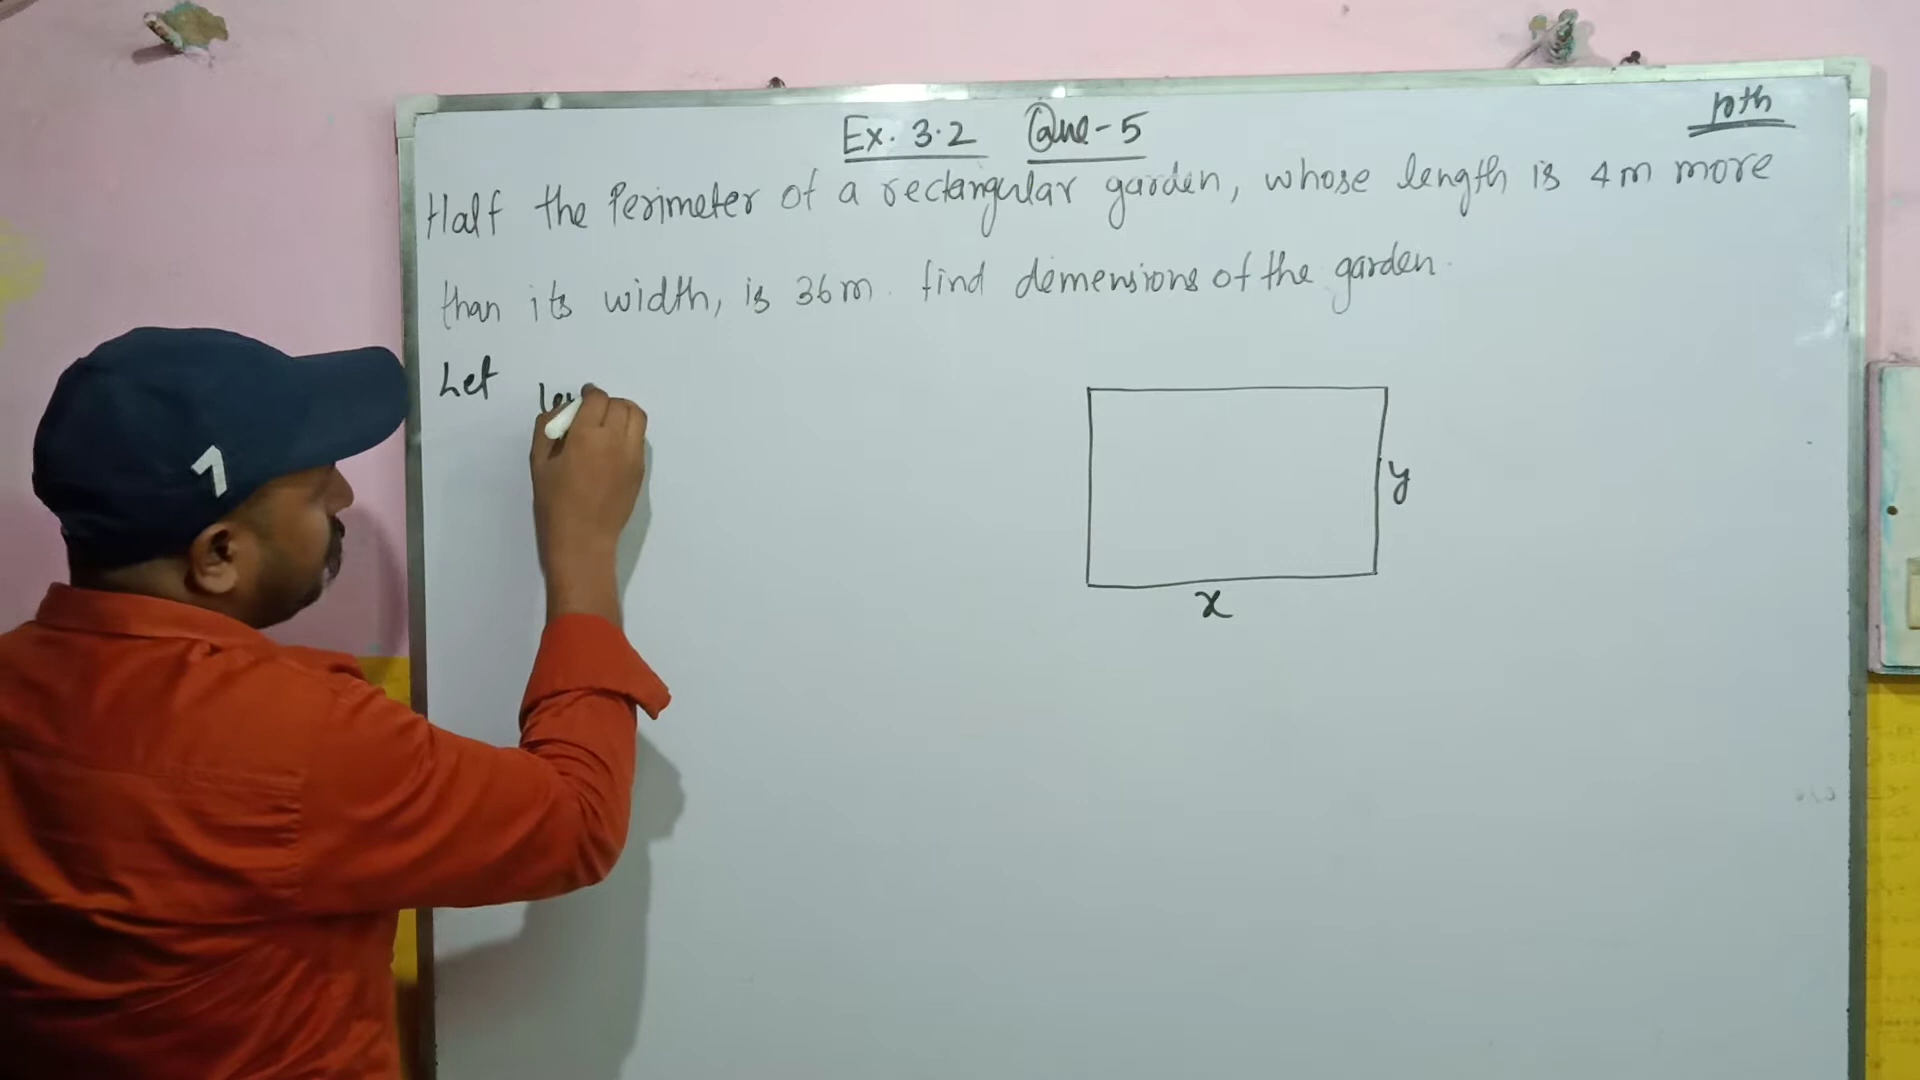 10th
Ex. 3.2 Que-5
Half the Perimeter of a rectangular garden, whose length is 4m more
than its width, is 36m. find demensions of the garden.
Let
y
x
7